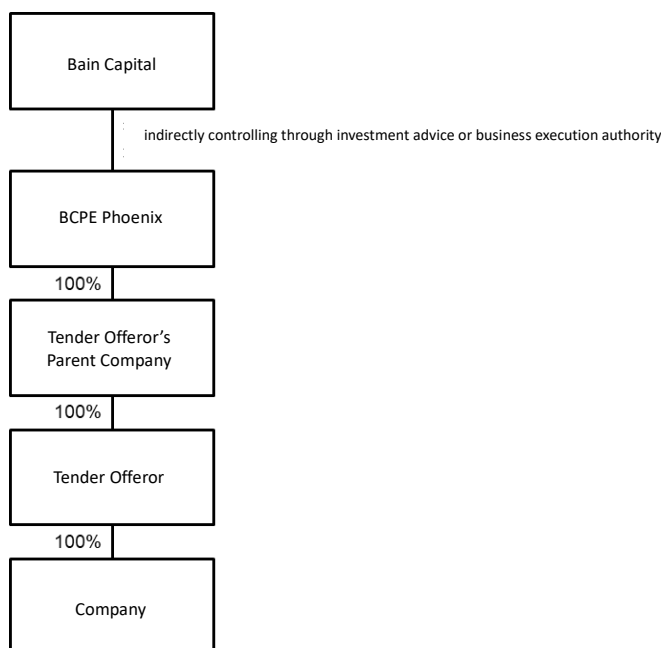 Bain Capital
indirectly controlling through investment advice or business execution authority
BCPE Phoenix
100%
Tender Offeror’s
Parent Company
100%
Tender Offeror
100%
Company